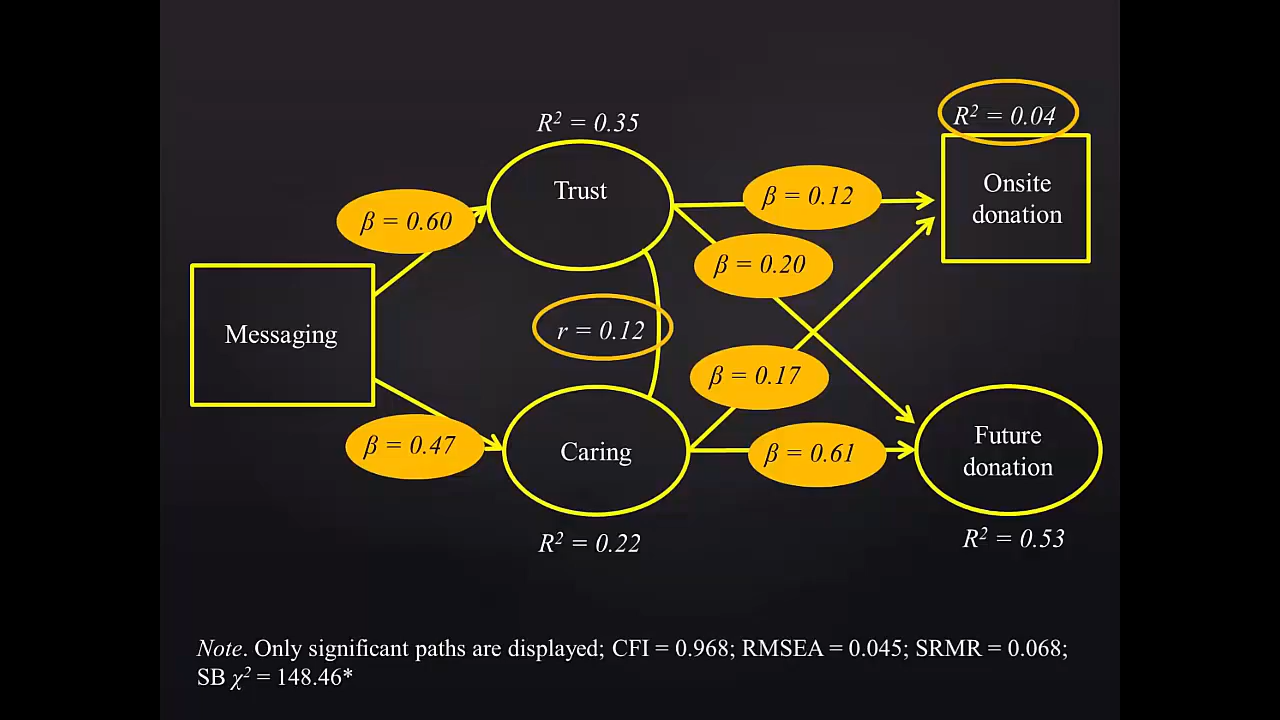 R² = 0.35
R² = 0.04
Trust
Onsite
donation
β = 0.60
β = 0.12
β = 0.20
Messaging
r = 0.12
β = 0.17
β = 0.47
Caring
β = 0.61
Future
donation
R² = 0.22
R² = 0.53
Note. Only significant paths are displayed; CFI = 0.968; RMSEA = 0.045; SRMR = 0.068;
SB χ² = 148.46*